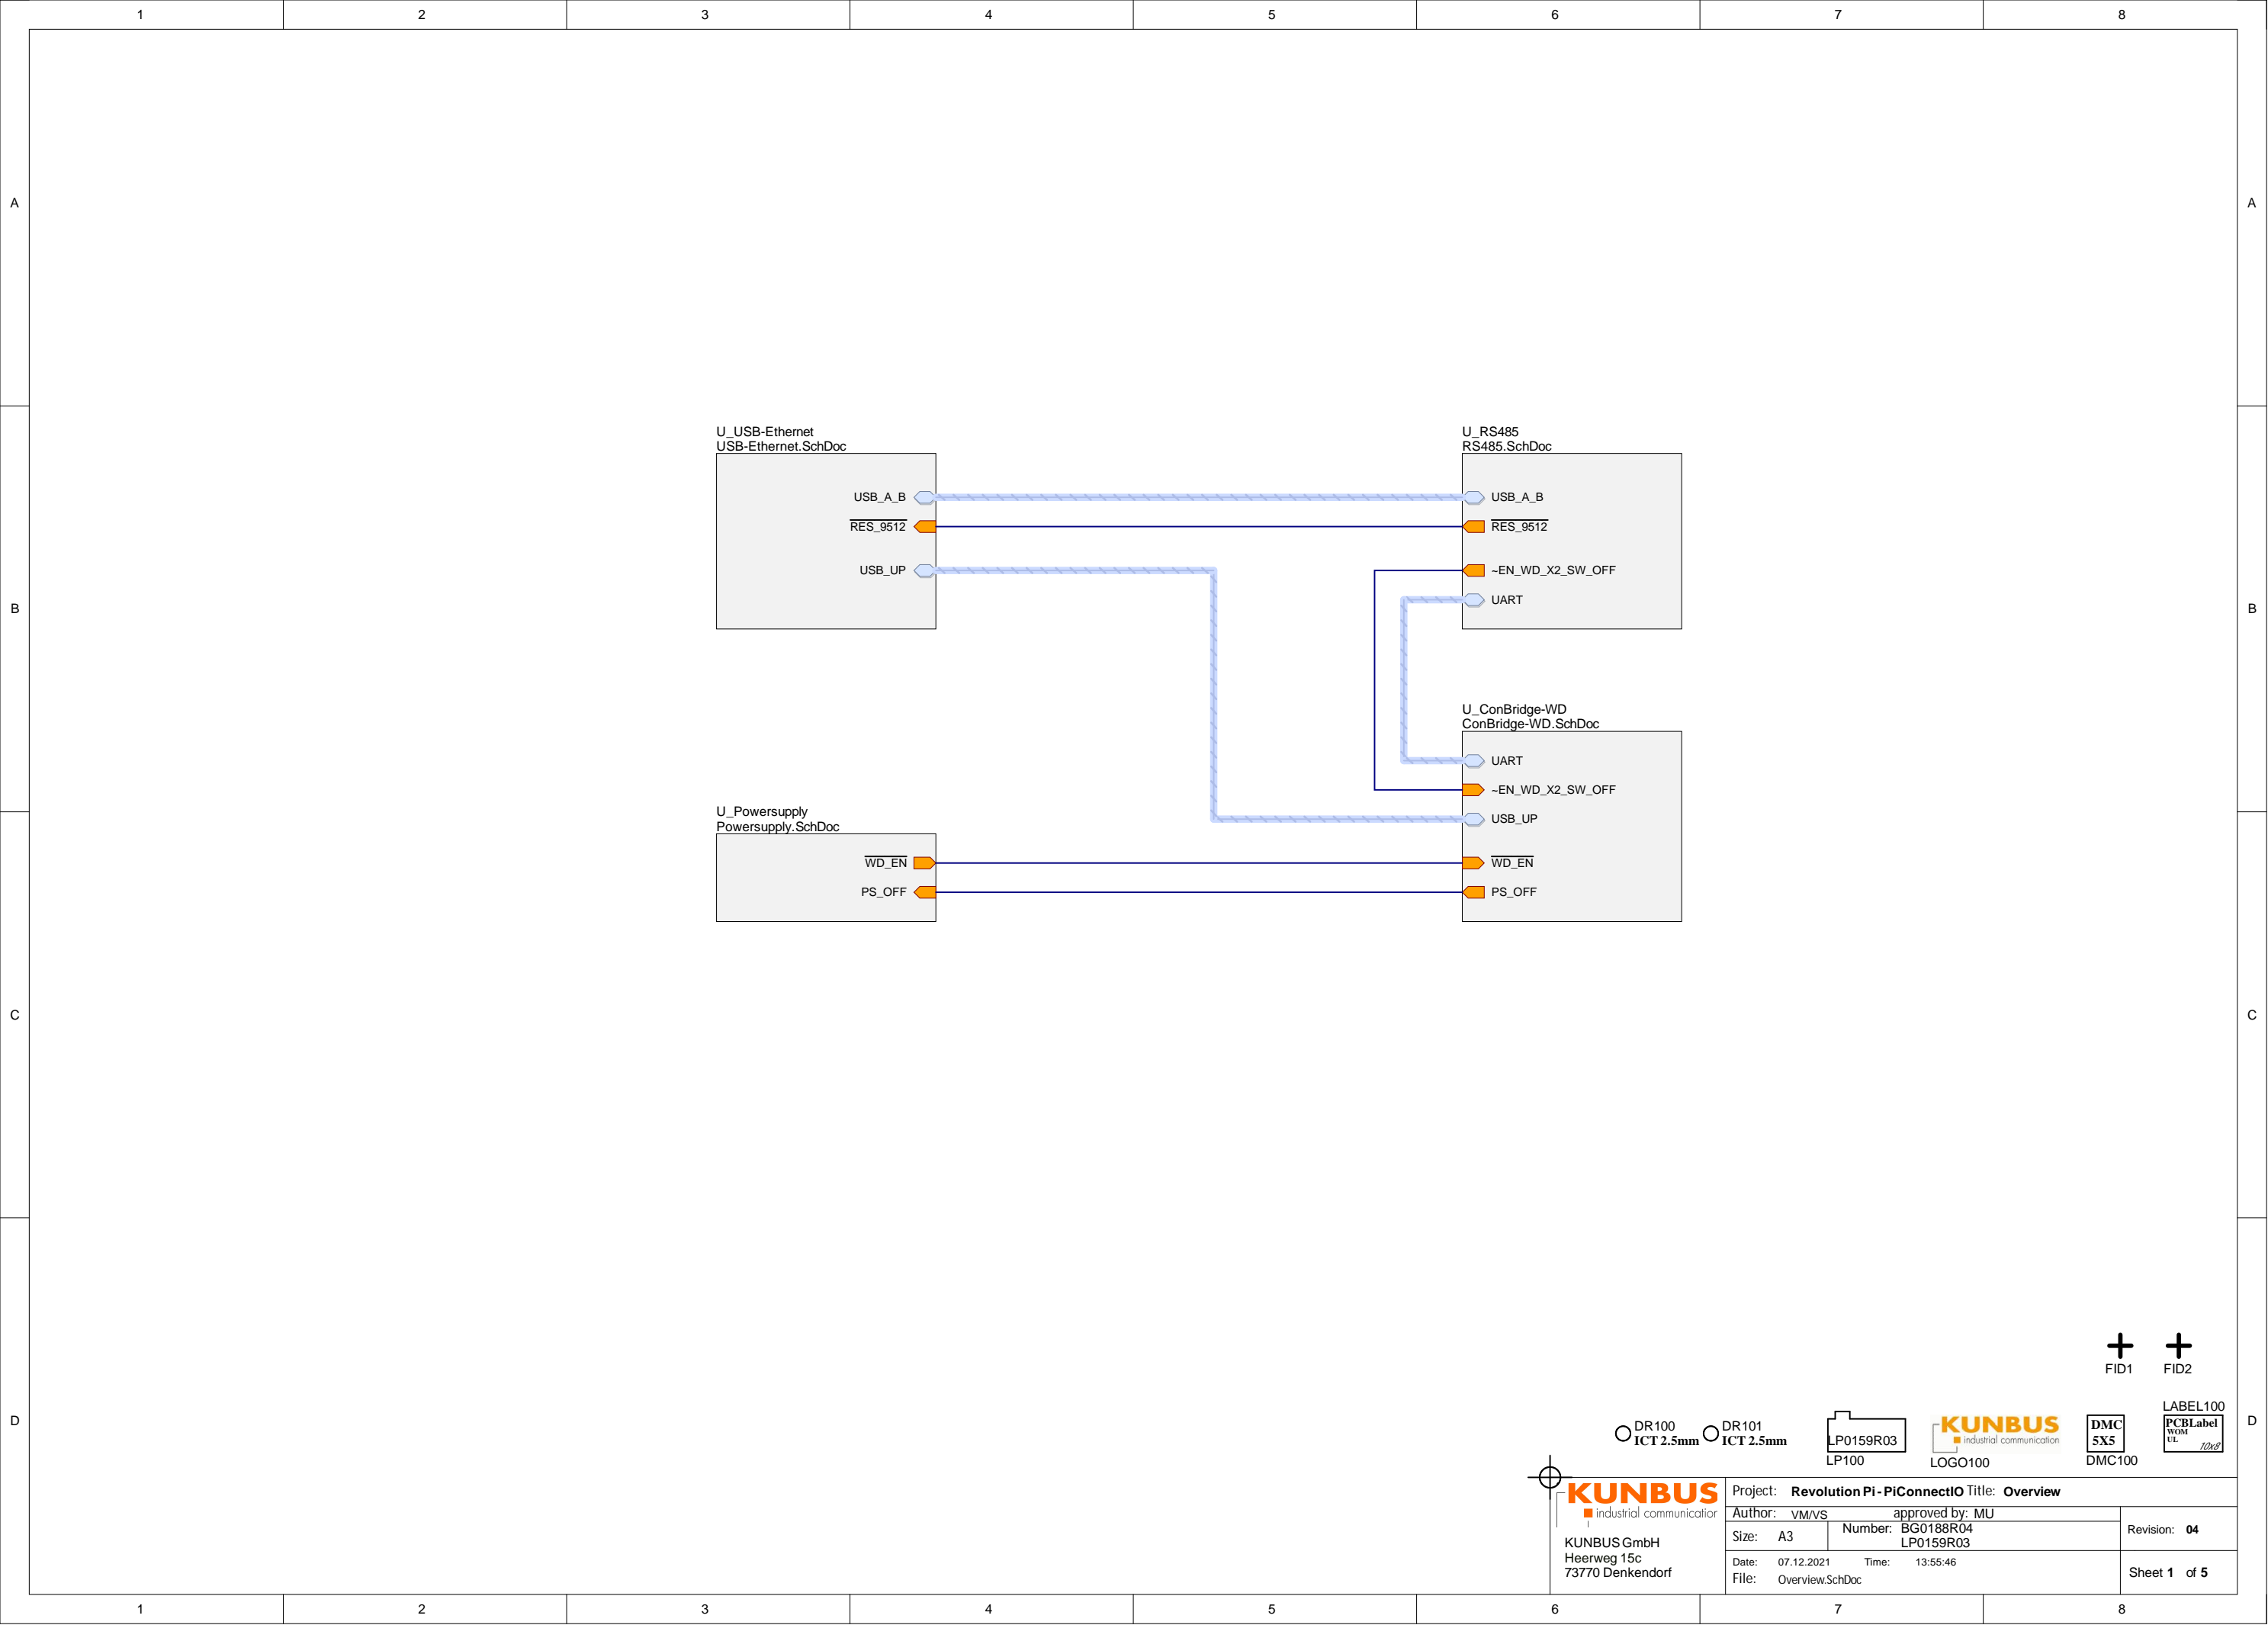 1 2 3 4 5 6 7 8
A A
U_USB-Ethernet
USB-Ethernet.SchDoc
USB_A_B
RES_9512
USB_UP
U_RS485
RS485.SchDoc
USB_A_B
RES_9512
~EN_WD_X2_SW_OFF
UART
B B
U_ConBridge-WD
ConBridge-WD.SchDoc
UART
~EN_WD_X2_SW_OFF
USB_UP
WD_EN
PS_OFF
U_Powersupply
Powersupply.SchDoc
WD_EN
PS_OFF
C C
FID1 FID2
D D
DR100
ICT 2.5mm
DR101
ICT 2.5mm
LP0159R03
LP100
KUNBUS
industrial communication
LOGO100
DMC
5X5
DMC100
LABEL100
PCBLabel
WOM
UL
10x8
KUNBUS
industrial communicatior
KUNBUS GmbH
Heerweg 15c
73770 Denkendorf
Project: Revolution Pi - PiConnectIO Title: Overview
Author: VM/VS approved by: MU
Size: A3 Number: BG0188R04
LP0159R03
Revision: 04
Date: 07.12.2021 Time: 13:55:46
File: Overview.SchDoc
Sheet 1 of 5
1 2 3 4 5 6 7 8